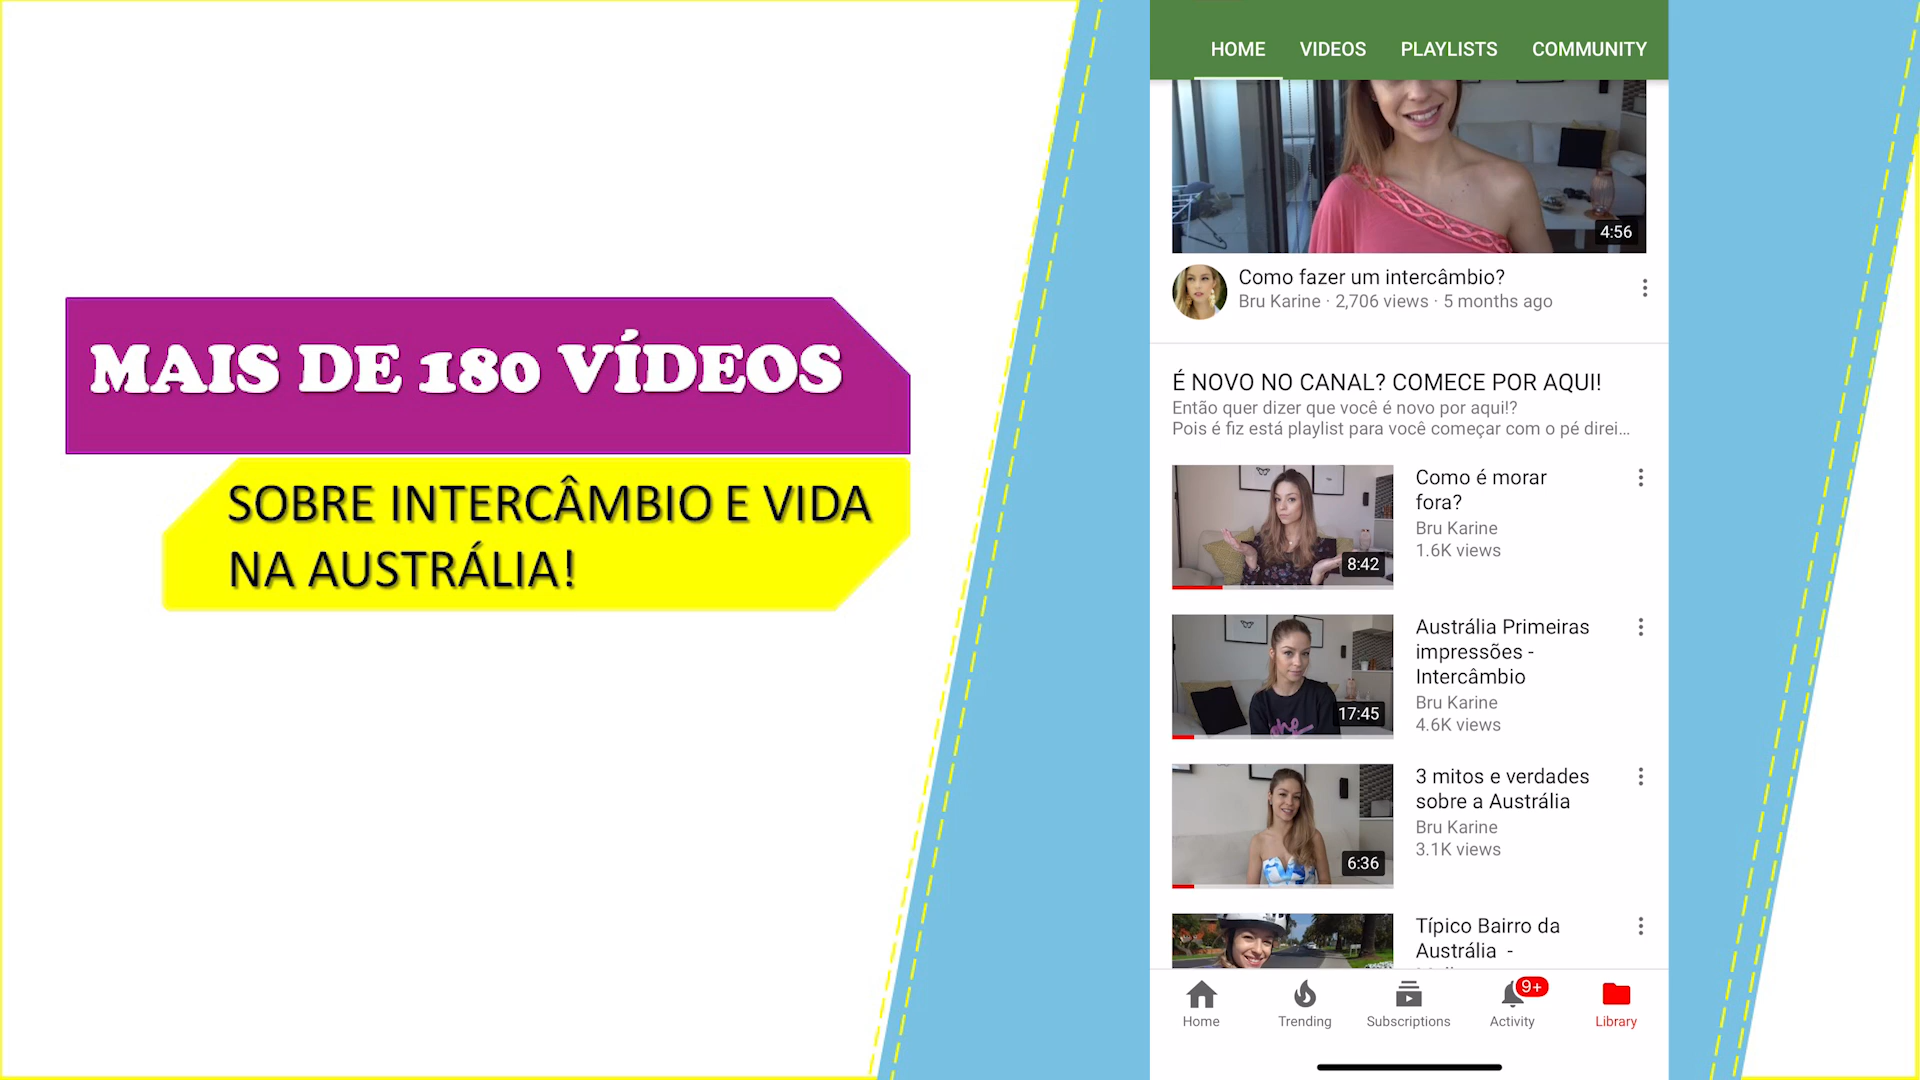 MAIS DE 180 VÍDEOS
SOBRE INTERCÂMBIO E VIDA
NA AUSTRÁLIA!
HOME VIDEOS PLAYLISTS COMMUNITY
4:56
Como fazer um intercâmbio?
Bru Karine · 2,706 views · 5 months ago
É NOVO NO CANAL? COMECE POR AQUI!
Então quer dizer que você é novo por aqui!?
Pois é fiz está playlist para você começar com o pé direi...
8:42
Como é morar
fora?
Bru Karine
1.6K views
17:45
Austrália Primeiras
impressões -
Intercâmbio
Bru Karine
4.6K views
6:36
3 mitos e verdades
sobre a Austrália
Bru Karine
3.1K views
Típico Bairro da
Austrália -
9+
Home Trending Subscriptions Activity Library